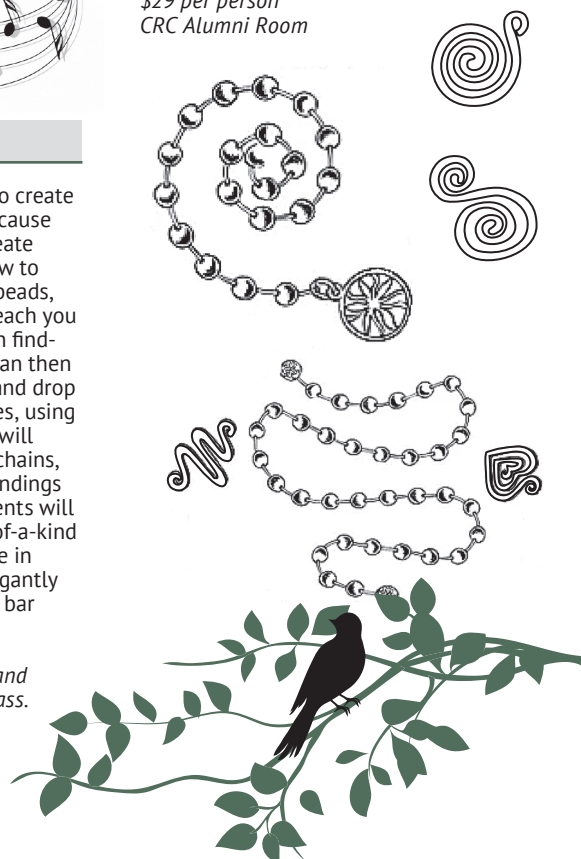 $29 per person
CRC Alumni Room
o create
cause
eate
w to
beads,
each you
n find-
an then
and drop
es, using
will
chains,
ndings
ents will
of-a-kind
e in
gantly
bar
and
ass.